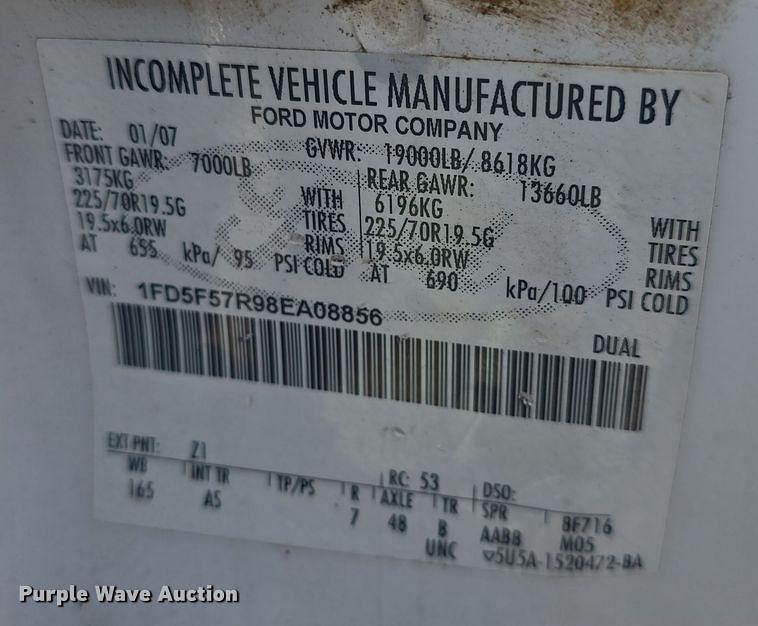 INCOMPLETE VEHICLE MANUFACTURED BY
FORD MOTOR COMPANY
DATE: 01/07 GVWR: 19000LB/ 8618KG
FRONT GAWR: 7000LB REAR GAWR: 13660LB
3175KG WITH 6196KG WITH
225/70R19.5G TIRES 225/70R19.5G TIRES
19.5x6.0RW RIMS 19.5x6.0RW RIMS
AT 655 kPa/ 95 PSI COLD AT 690 kPa/100 PSI COLD
VIN: 1FD5F57R98EA08856
DUAL
EXT PNT: Z1 RC: 53 DSO:
WB INT TR TP/PS R AXLE TR SPR 8F716
165 AS 7 48 B AABB M05
UNC ▽5U5A-1520472-BA
Purple Wave Auction